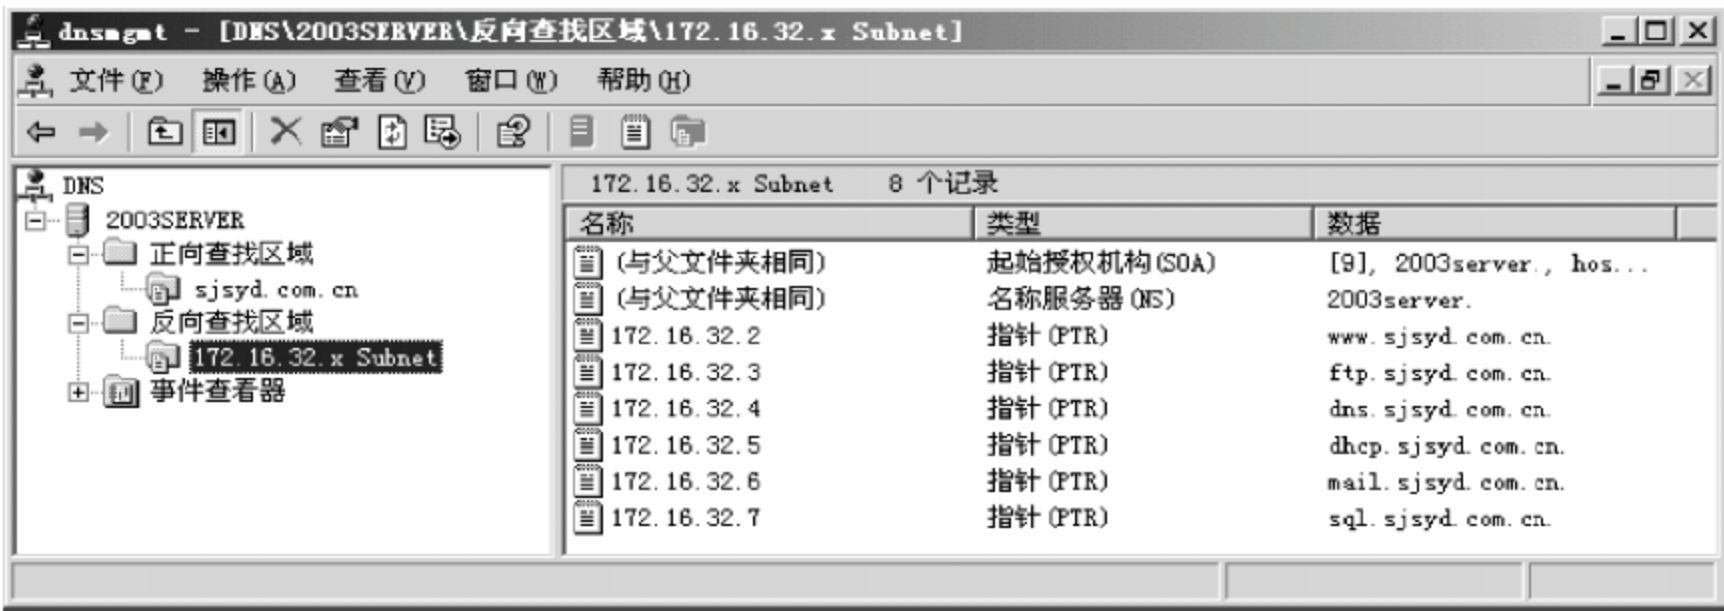 dnsmgmt - [DNS\2003SERVER\反向查找区域\172.16.32.x Subnet]
文件(F) 操作(A) 查看(V) 窗口(W) 帮助(H)
DNS
2003SERVER
正向查找区域
sjsyd.com.cn
反向查找区域
172.16.32.x Subnet
事件查看器
172.16.32.x Subnet 8 个记录
名称 类型 数据
(与父文件夹相同) 起始授权机构(SOA) [9], 2003server., hos...
(与父文件夹相同) 名称服务器(NS) 2003server.
172.16.32.2 指针(PTR) www.sjsyd.com.cn.
172.16.32.3 指针(PTR) ftp.sjsyd.com.cn.
172.16.32.4 指针(PTR) dns.sjsyd.com.cn.
172.16.32.5 指针(PTR) dhcp.sjsyd.com.cn.
172.16.32.6 指针(PTR) mail.sjsyd.com.cn.
172.16.32.7 指针(PTR) sql.sjsyd.com.cn.